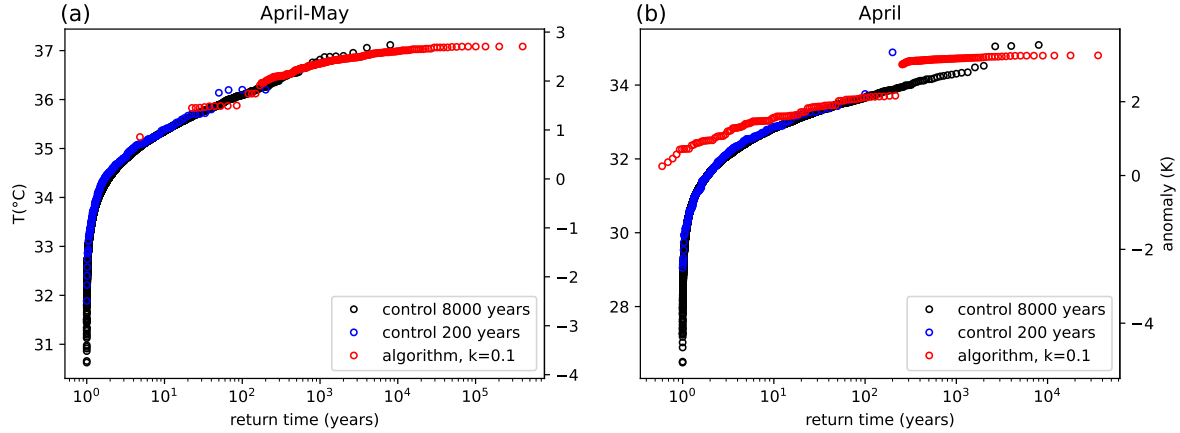 (a) April-May
37
36
35
34
33
32
31
T(°C)
3
2
1
0
−1
−2
−3
−4
10⁰ 10¹ 10² 10³ 10⁴ 10⁵
return time (years)
control 8000 years
control 200 years
algorithm, k=0.1
(b) April
34
32
30
28
2
0
−2
−4
anomaly (K)
10⁰ 10¹ 10² 10³ 10⁴
return time (years)
control 8000 years
control 200 years
algorithm, k=0.1